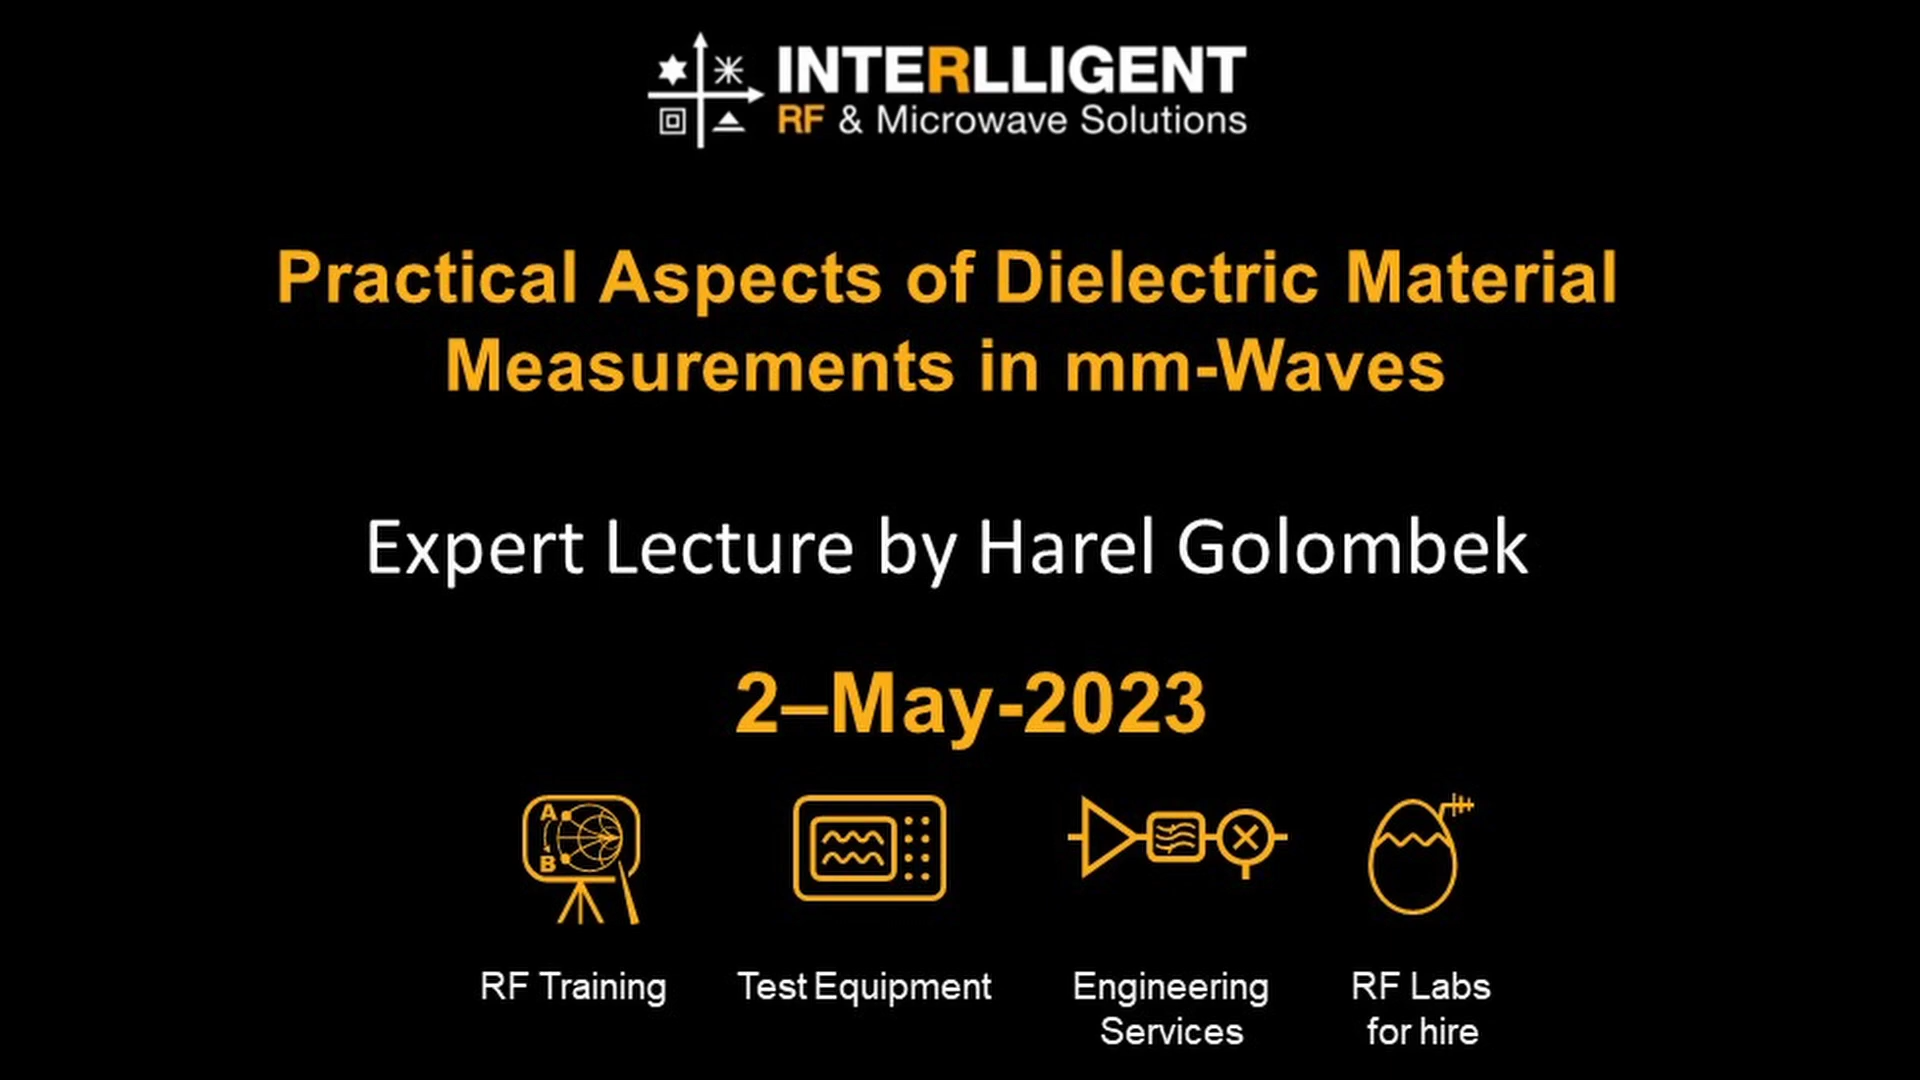 INTERLLIGENT
RF & Microwave Solutions
Practical Aspects of Dielectric Material
Measurements in mm-Waves
Expert Lecture by Harel Golombek
2–May-2023
A
B
RF Training
Test Equipment
Engineering
Services
RF Labs
for hire